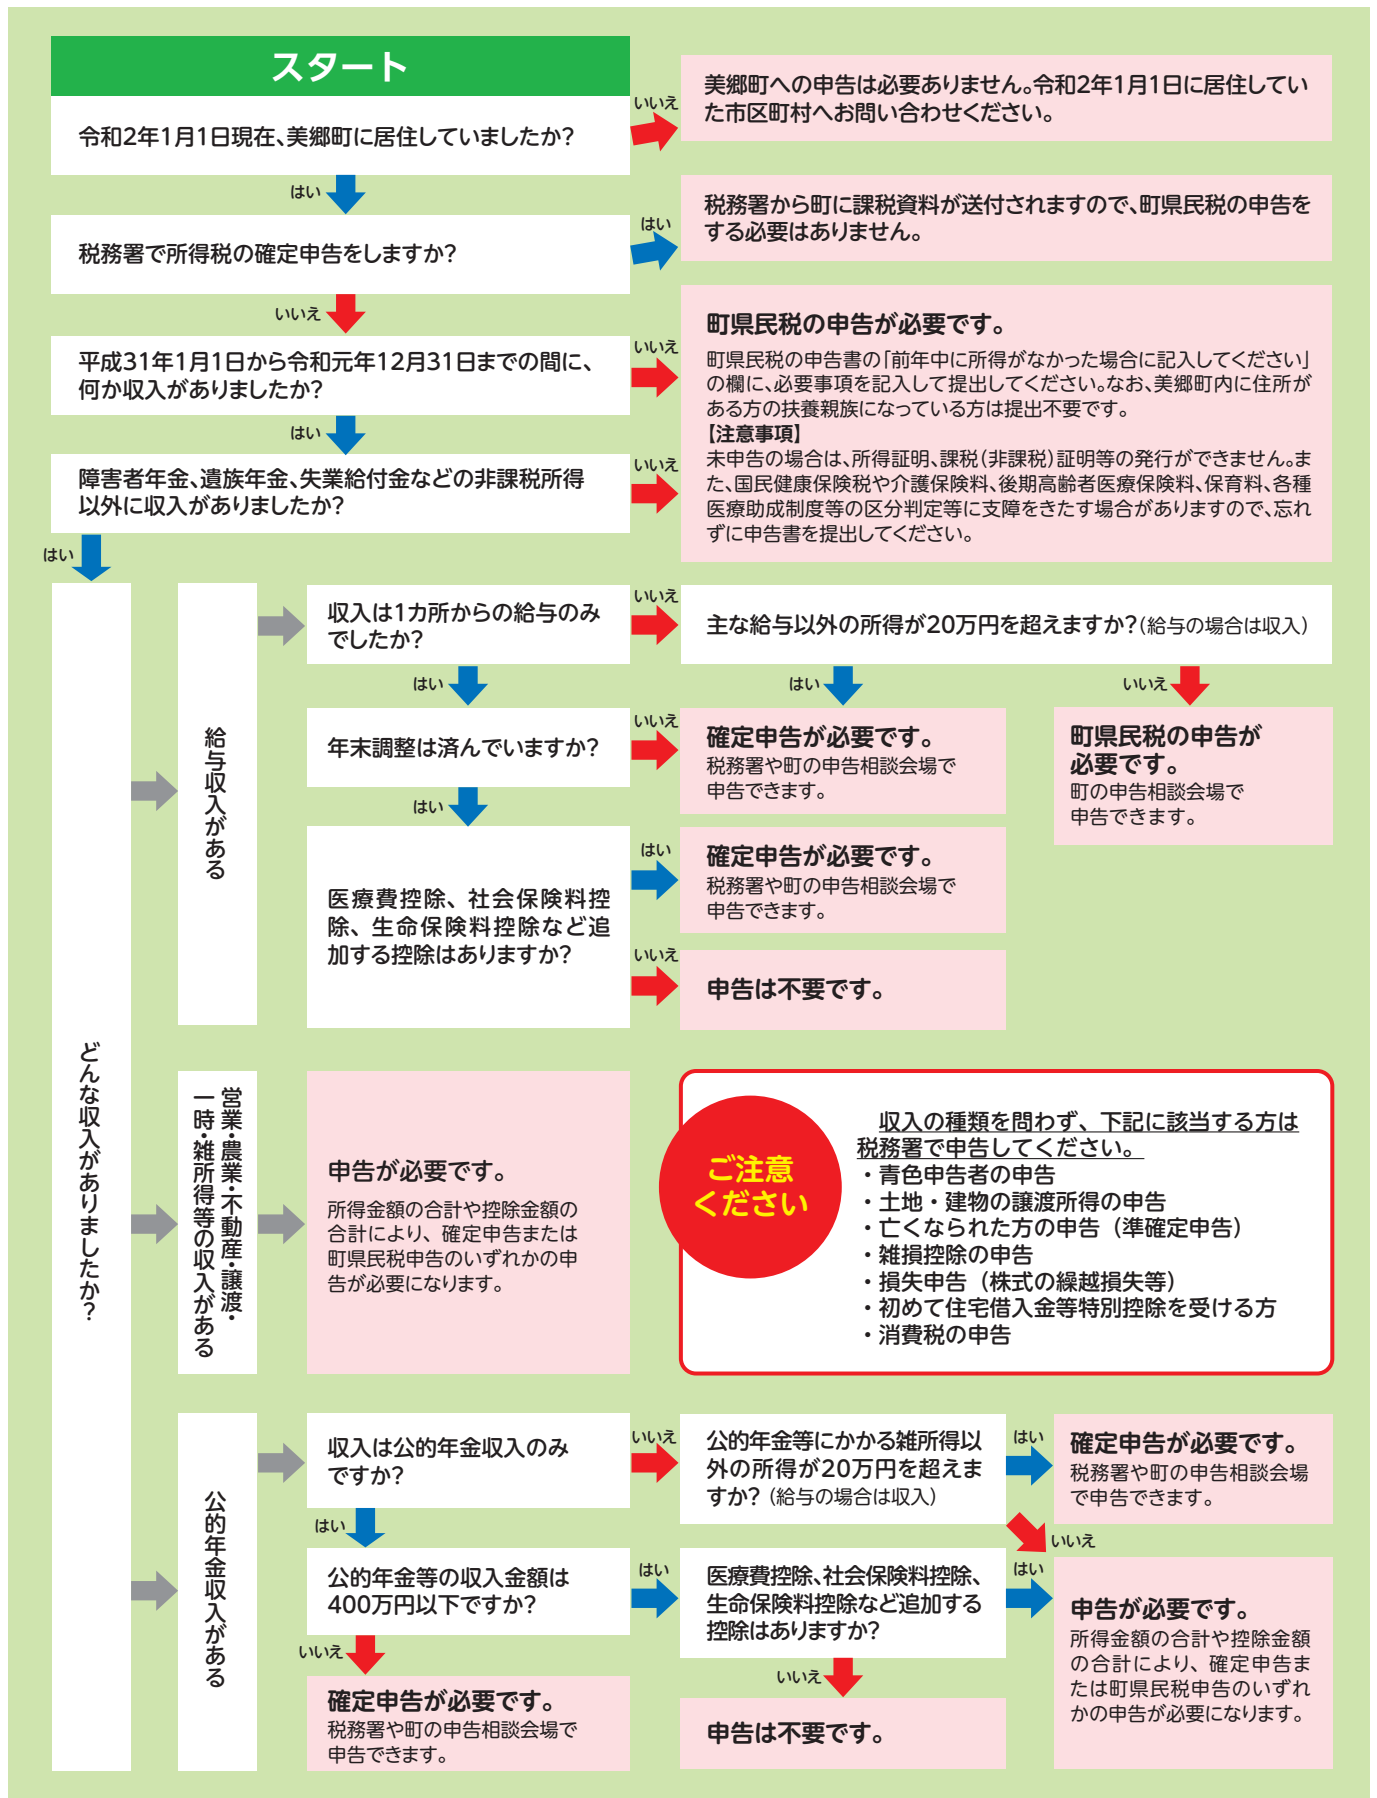 スタート
令和2年1月1日現在、美郷町に居住していましたか？
いいえ
美郷町への申告は必要ありません。令和2年1月1日に居住してい
た市区町村へお問い合わせください。
はい
税務署で所得税の確定申告をしますか？
はい
税務署から町に課税資料が送付されますので、町県民税の申告を
する必要はありません。
いいえ
平成31年1月1日から令和元年12月31日までの間に、
何か収入がありましたか？
いいえ
町県民税の申告が必要です。
町県民税の申告書の「前年中に所得がなかった場合に記入してください」
の欄に、必要事項を記入して提出してください。なお、美郷町内に住所が
ある方の扶養親族になっている方は提出不要です。
【注意事項】
未申告の場合は、所得証明、課税（非課税）証明等の発行ができません。ま
た、国民健康保険税や介護保険料、後期高齢者医療保険料、保育料、各種
医療助成制度等の区分判定等に支障をきたす場合がありますので、忘れ
ずに申告書を提出してください。
はい
障害者年金、遺族年金、失業給付金などの非課税所得
以外に収入がありましたか？
いいえ
はい
どんな収入がありましたか？
給与収入がある
収入は1カ所からの給与のみ
でしたか？
いいえ
主な給与以外の所得が20万円を超えますか？（給与の場合は収入）
はい
はい
いいえ
年末調整は済んでいますか？
いいえ
確定申告が必要です。
税務署や町の申告相談会場で
申告できます。
町県民税の申告が
必要です。
町の申告相談会場で
申告できます。
はい
医療費控除、社会保険料控
除、生命保険料控除など追
加する控除はありますか？
はい
確定申告が必要です。
税務署や町の申告相談会場で
申告できます。
いいえ
申告は不要です。
営業・農業・不動産・譲渡・
一時・雑所得等の収入がある
申告が必要です。
所得金額の合計や控除金額の
合計により、確定申告または
町県民税申告のいずれかの申
告が必要になります。
ご注意
ください
収入の種類を問わず、下記に該当する方は
税務署で申告してください。
・青色申告者の申告
・土地・建物の譲渡所得の申告
・亡くなられた方の申告（準確定申告）
・雑損控除の申告
・損失申告（株式の繰越損失等）
・初めて住宅借入金等特別控除を受ける方
・消費税の申告
公的年金収入がある
収入は公的年金収入のみ
ですか？
いいえ
公的年金等にかかる雑所得以
外の所得が20万円を超えま
すか？（給与の場合は収入）
はい
確定申告が必要です。
税務署や町の申告相談会場
で申告できます。
いいえ
はい
公的年金等の収入金額は
400万円以下ですか？
はい
医療費控除、社会保険料控除、
生命保険料控除など追加する
控除はありますか？
はい
申告が必要です。
所得金額の合計や控除金額
の合計により、確定申告ま
たは町県民税申告のいずれ
かの申告が必要になります。
いいえ
確定申告が必要です。
税務署や町の申告相談会場で
申告できます。
いいえ
申告は不要です。